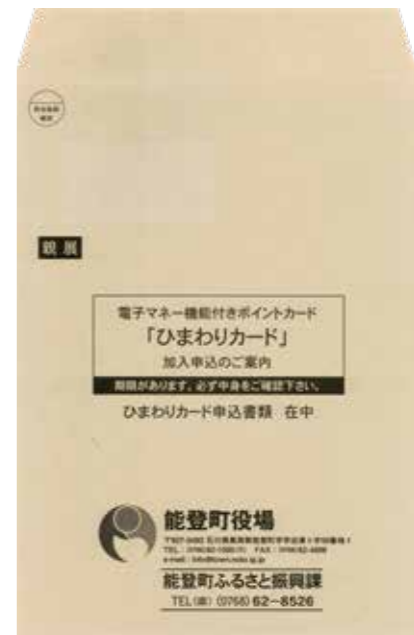 親展
電子マネー機能付きポイントカード
「ひまわりカード」
加入申込のご案内
期限があります。必ず中身をご確認下さい。
ひまわりカード申込書類 在中
能登町役場
能登町ふるさと振興課
TEL(直) (0768) 62-8526